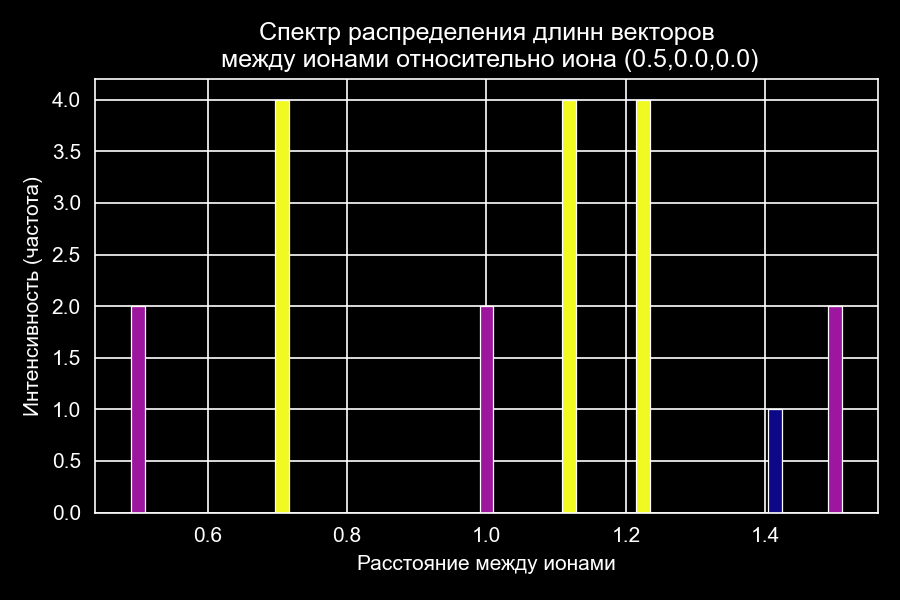 Спектр распределения длинн векторов
между ионами относительно иона (0.5,0.0,0.0)
4.0
3.5
3.0
2.5
2.0
1.5
1.0
0.5
0.0
Интенсивность (частота)
0.6 0.8 1.0 1.2 1.4
Расстояние между ионами